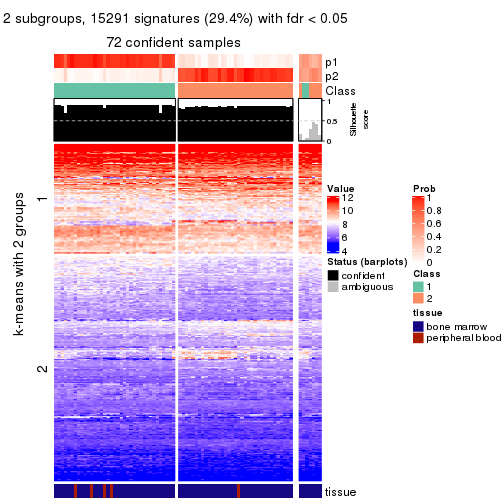 2 subgroups, 15291 signatures (29.4%) with fdr < 0.05
72 confident samples
p1
p2
Class
1
0.5
0
Silhouette
score
k-means with 2 groups
1
2
tissue
Value
12
10
8
6
4
Status (barplots)
confident
ambiguous
Prob
1
0.8
0.6
0.4
0.2
0
Class
1
2
tissue
bone marrow
peripheral blood